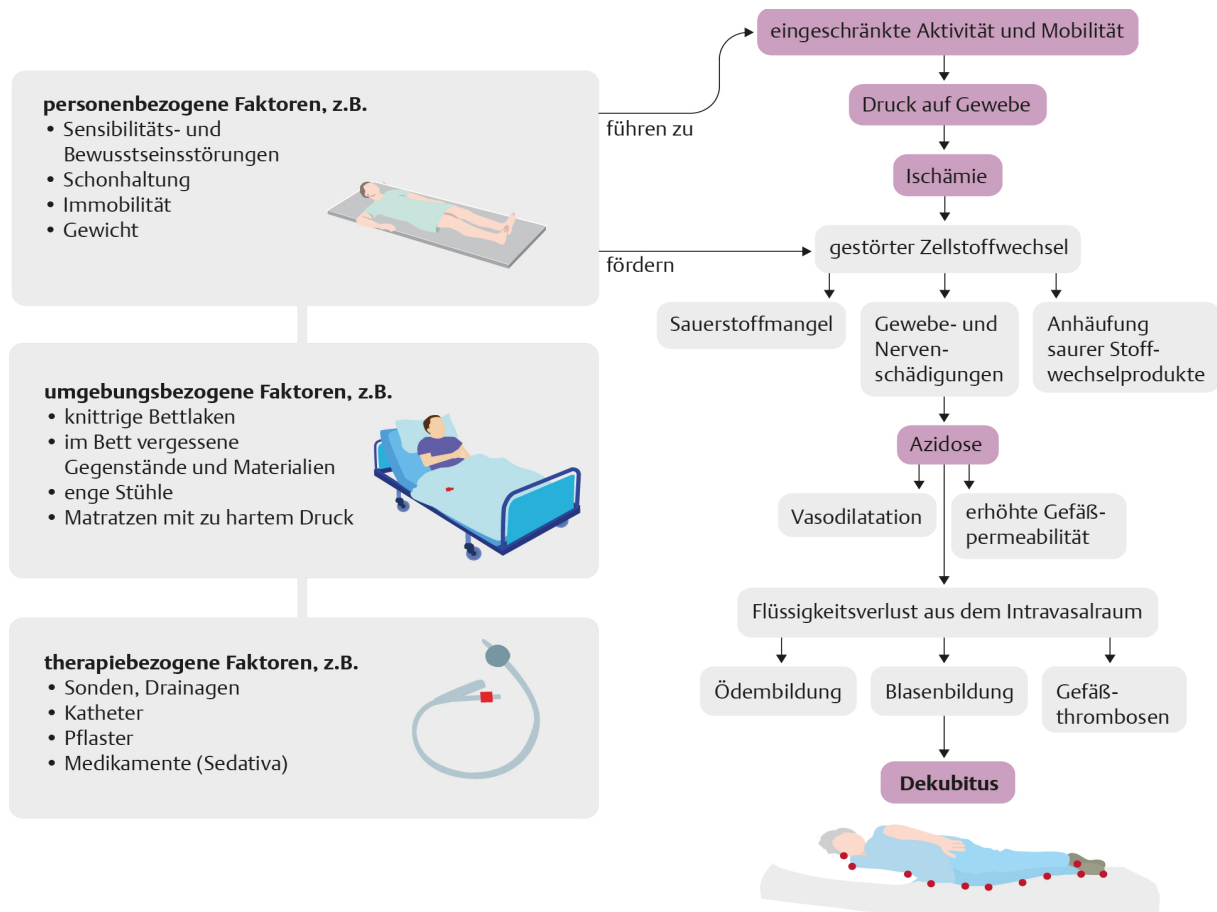 personenbezogene Faktoren, z.B.
• Sensibilitäts- und
Bewusstseinsstörungen
• Schonhaltung
• Immobilität
• Gewicht
umgebungsbezogene Faktoren, z.B.
• knittrige Bettlaken
• im Bett vergessene
Gegenstände und Materialien
• enge Stühle
• Matratzen mit zu hartem Druck
therapiebezogene Faktoren, z.B.
• Sonden, Drainagen
• Katheter
• Pflaster
• Medikamente (Sedativa)
führen zu
fördern
eingeschränkte Aktivität und Mobilität
Druck auf Gewebe
Ischämie
gestörter Zellstoffwechsel
Sauerstoffmangel
Gewebe- und
Nerven-
schädigungen
Anhäufung
saurer Stoff-
wechselprodukte
Azidose
Vasodilatation
erhöhte Gefäß-
permeabilität
Flüssigkeitsverlust aus dem Intravasalraum
Ödembildung
Blasenbildung
Gefäß-
thrombosen
Dekubitus